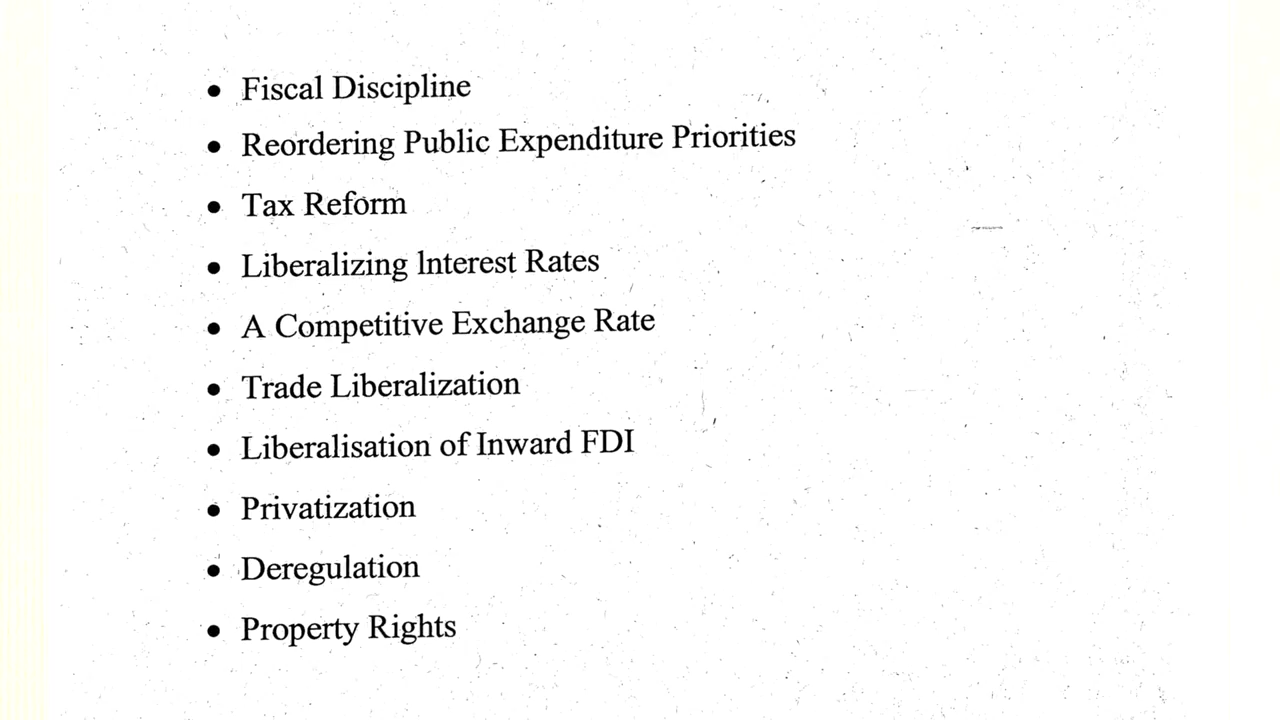 • Fiscal Discipline
• Reordering Public Expenditure Priorities
• Tax Reform
• Liberalizing lnterest Rates
• A Competitive Exchange Rate
• Trade Liberalization
• Liberalisation of Inward FDI
• Privatization
• Deregulation
• Property Rights